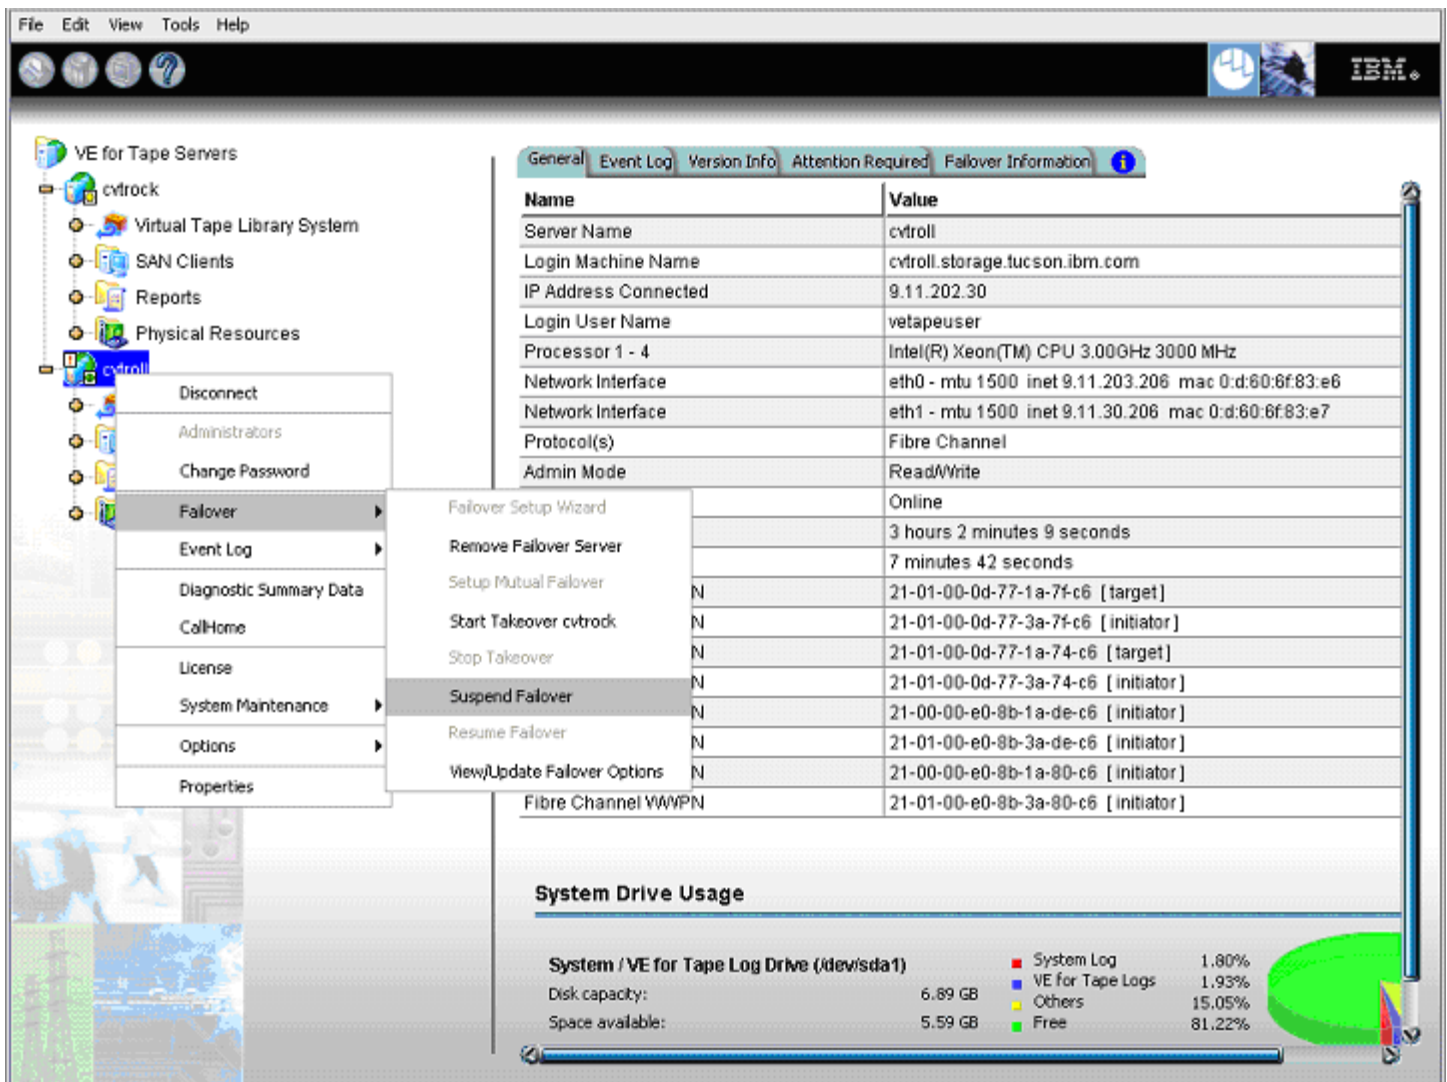 File Edit View Tools Help
IBM®
VE for Tape Servers
cvtrock
Virtual Tape Library System
SAN Clients
Reports
Physical Resources
cvtroll
Disconnect
Administrators
Change Password
Failover
Event Log
Diagnostic Summary Data
CallHome
License
System Maintenance
Options
Properties
Failover Setup Wizard
Remove Failover Server
Setup Mutual Failover
Start Takeover cvtrock
Stop Takeover
Suspend Failover
Resume Failover
View/Update Failover Options
General Event Log Version Info Attention Required Failover Information i
Name Value
Server Name cvtroll
Login Machine Name cvtroll.storage.tucson.ibm.com
IP Address Connected 9.11.202.30
Login User Name vetapeuser
Processor 1 - 4 Intel(R) Xeon(TM) CPU 3.00GHz 3000 MHz
Network Interface eth0 - mtu 1500 inet 9.11.203.206 mac 0:d:60:6f:83:e6
Network Interface eth1 - mtu 1500 inet 9.11.30.206 mac 0:d:60:6f:83:e7
Protocol(s) Fibre Channel
Admin Mode Read/Write
Online
3 hours 2 minutes 9 seconds
7 minutes 42 seconds
N 21-01-00-0d-77-1a-7f-c6 [target]
N 21-01-00-0d-77-3a-7f-c6 [initiator]
N 21-01-00-0d-77-1a-74-c6 [target]
N 21-01-00-0d-77-3a-74-c6 [initiator]
N 21-00-00-e0-8b-1a-de-c6 [initiator]
N 21-01-00-e0-8b-3a-de-c6 [initiator]
N 21-00-00-e0-8b-1a-80-c6 [initiator]
Fibre Channel WWPN 21-01-00-e0-8b-3a-80-c6 [initiator]
System Drive Usage
System / VE for Tape Log Drive (/dev/sda1)
Disk capacity: 6.89 GB
Space available: 5.59 GB
System Log 1.80%
VE for Tape Logs 1.93%
Others 15.05%
Free 81.22%